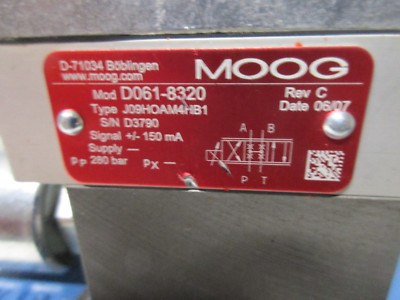 D-71034 Böblingen
www.moog.com
MOOG
Mod D061-8320 Rev C
Type J09HOAM4HB1 Date 06/07
S/N D3790
Signal +/- 150 mA
Supply —
Pp 280 bar Px —
A B
P T